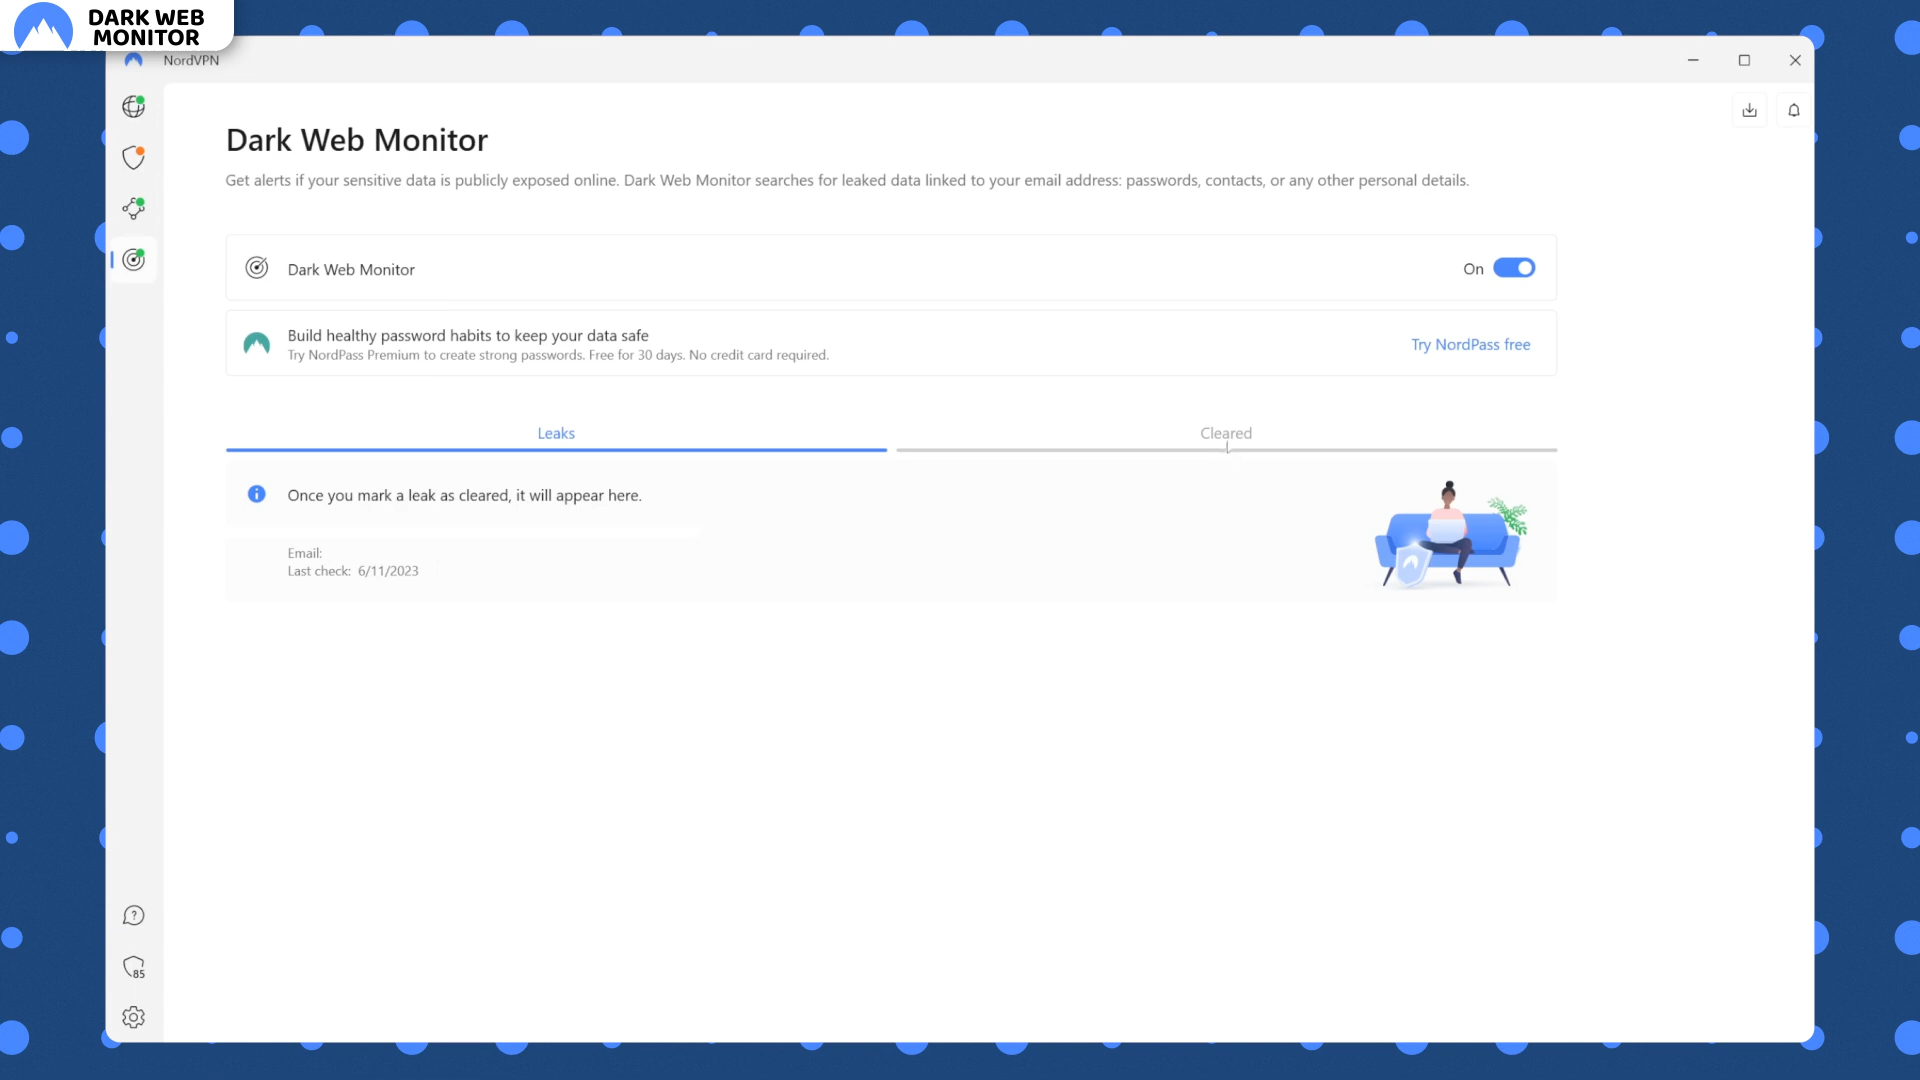 DARK WEB
MONITOR
NordVPN
Dark Web Monitor
Get alerts if your sensitive data is publicly exposed online. Dark Web Monitor searches for leaked data linked to your email address: passwords, contacts, or any other personal details.
Dark Web Monitor
On
Build healthy password habits to keep your data safe
Try NordPass Premium to create strong passwords. Free for 30 days. No credit card required.
Try NordPass free
Leaks
Cleared
Once you mark a leak as cleared, it will appear here.
Email:
Last check: 6/11/2023
85